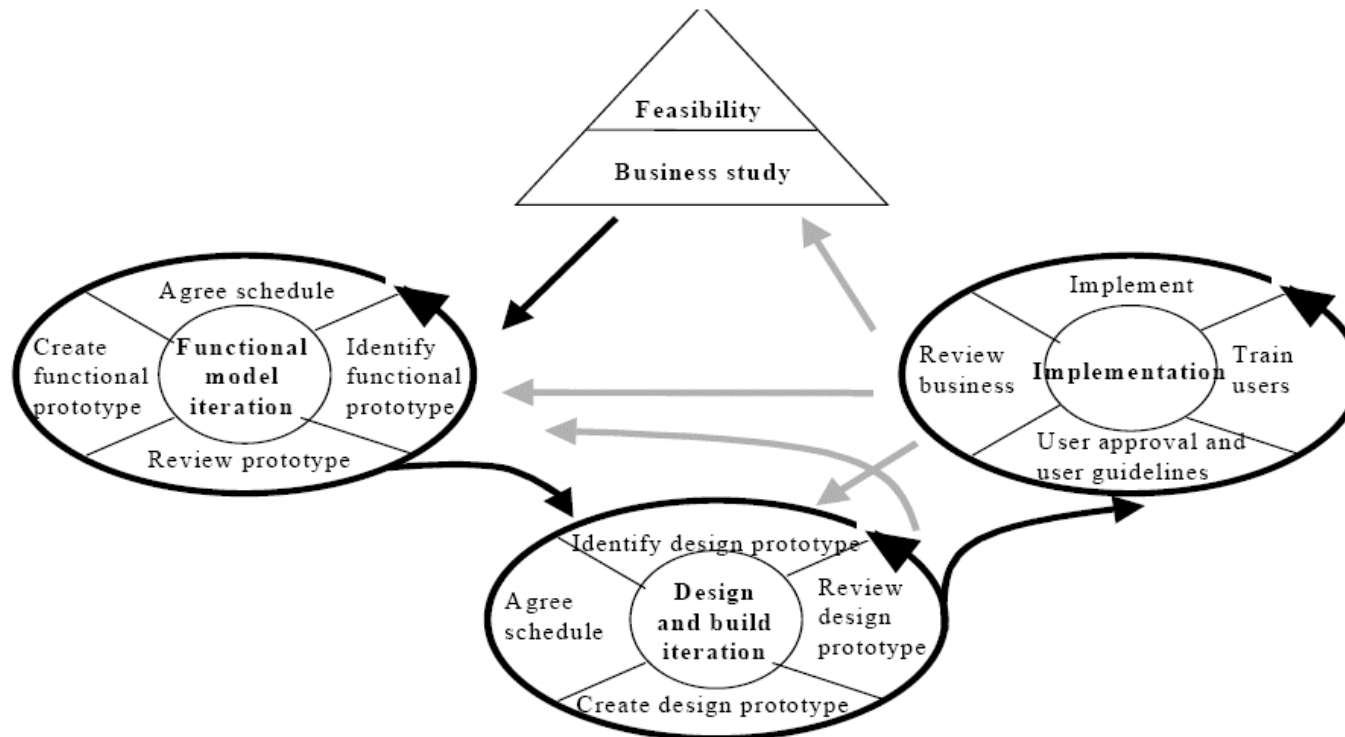 Feasibility
Business study
Agree schedule
Create
functional
prototype
Functional
model
iteration
Identify
functional
prototype
Review prototype
Implement
Review
business
Implementation
Train
users
User approval and
user guidelines
Identify design prototype
Agree
schedule
Design
and build
iteration
Review
design
prototype
Create design prototype